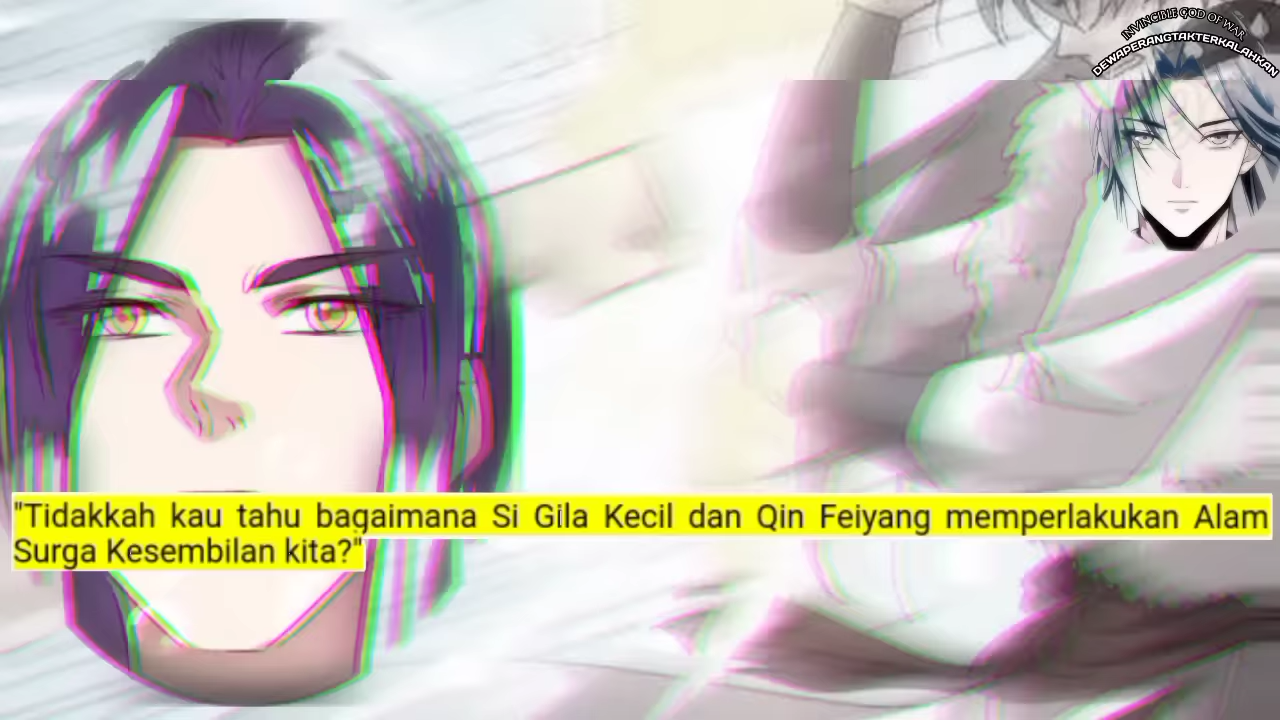 INVINCIBLE GOD OF WAR
DEWAPERANGTAKTERKALAHKAN
"Tidakkah kau tahu bagaimana Si Gila Kecil dan Qin Feiyang memperlakukan Alam
Surga Kesembilan kita?"